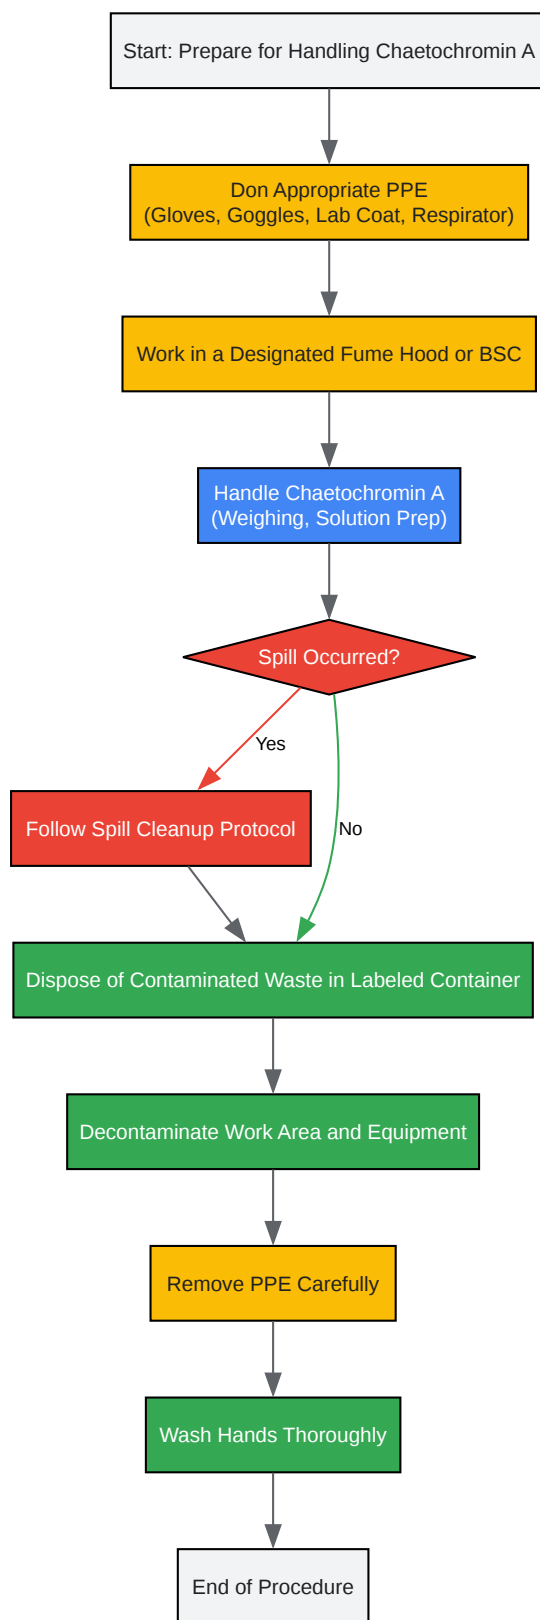 Start: Prepare for Handling Chaetochromin A
Don Appropriate PPE
(Gloves, Goggles, Lab Coat, Respirator)
Work in a Designated Fume Hood or BSC
Handle Chaetochromin A
(Weighing, Solution Prep)
Spill Occurred?
Yes
Follow Spill Cleanup Protocol
No
Dispose of Contaminated Waste in Labeled Container
Decontaminate Work Area and Equipment
Remove PPE Carefully
Wash Hands Thoroughly
End of Procedure